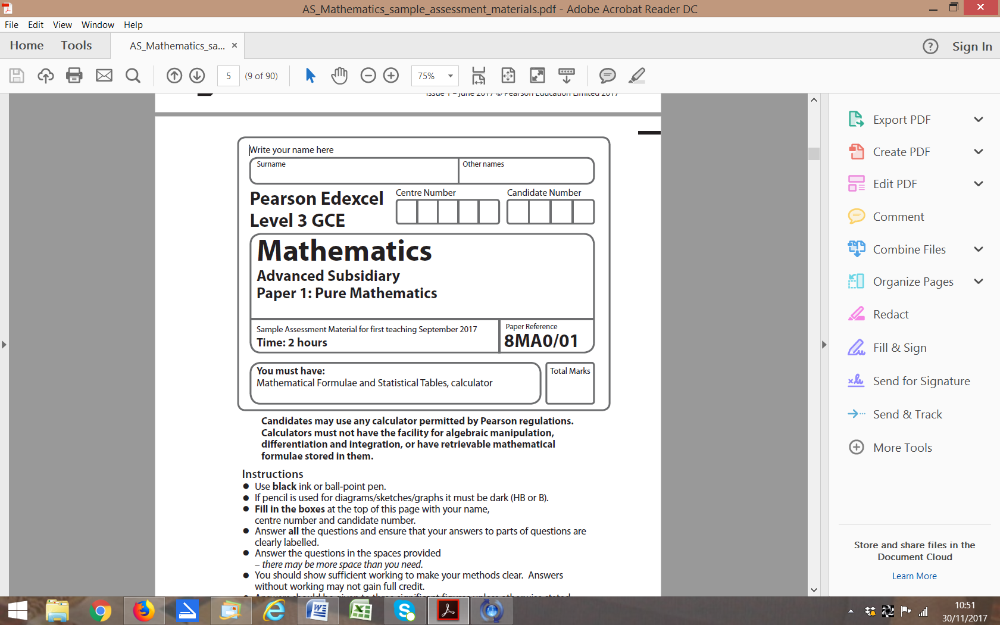 AS_Mathematics_sample_assessment_materials.pdf - Adobe Acrobat Reader DC
File Edit View Window Help
Home Tools AS_Mathematics_sa... × ? Sign In
5 (9 of 90) 75%
Issue 1 – June 2017 © Pearson Education Limited 2017
Write your name here
Surname Other names
Pearson Edexcel Centre Number Candidate Number
Level 3 GCE
Mathematics
Advanced Subsidiary
Paper 1: Pure Mathematics
Sample Assessment Material for first teaching September 2017 Paper Reference
Time: 2 hours 8MA0/01
You must have: Total Marks
Mathematical Formulae and Statistical Tables, calculator
Candidates may use any calculator permitted by Pearson regulations.
Calculators must not have the facility for algebraic manipulation,
differentiation and integration, or have retrievable mathematical
formulae stored in them.
Instructions
● Use black ink or ball-point pen.
● If pencil is used for diagrams/sketches/graphs it must be dark (HB or B).
● Fill in the boxes at the top of this page with your name,
centre number and candidate number.
● Answer all the questions and ensure that your answers to parts of questions are
clearly labelled.
● Answer the questions in the spaces provided
– there may be more space than you need.
● You should show sufficient working to make your methods clear. Answers
without working may not gain full credit.
● Answers should be given to three significant figures unless otherwise stated.
Export PDF
Create PDF
Edit PDF
Comment
Combine Files
Organize Pages
Redact
Fill & Sign
Send for Signature
Send & Track
More Tools
Store and share files in the
Document Cloud
Learn More
10:51
30/11/2017